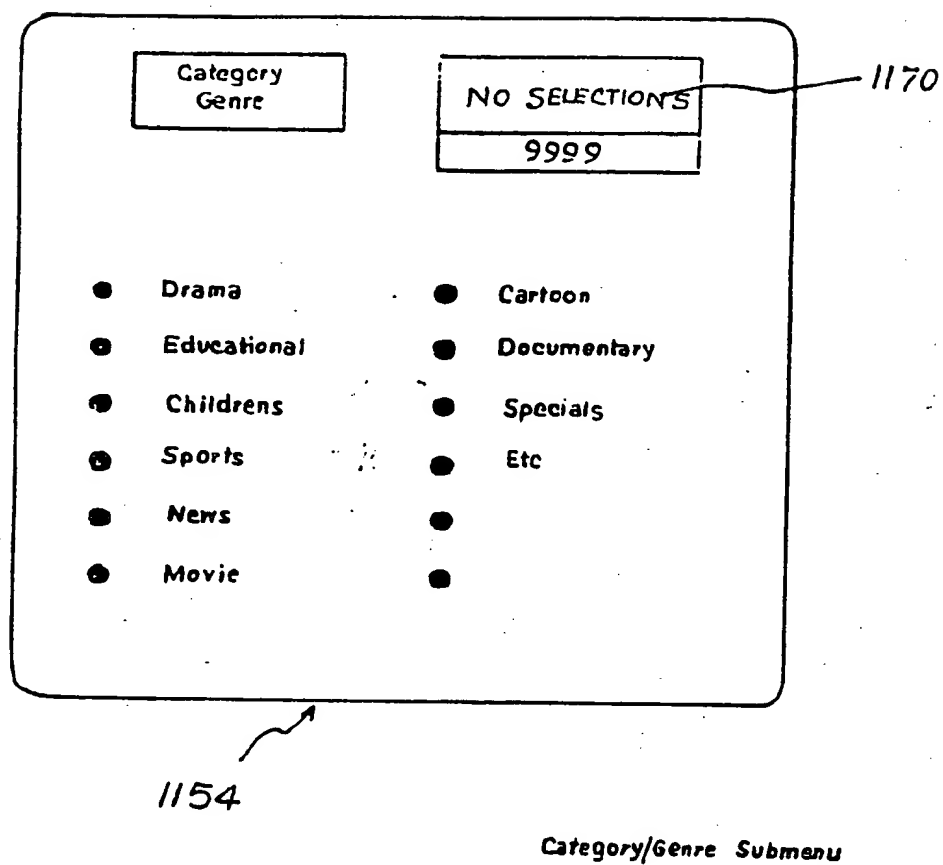 Category
Genre
NO SELECTIONS
9999
1170
Drama
Educational
Childrens
Sports
News
Movie
Cartoon
Documentary
Specials
Etc
1154
Category/Genre Submenu